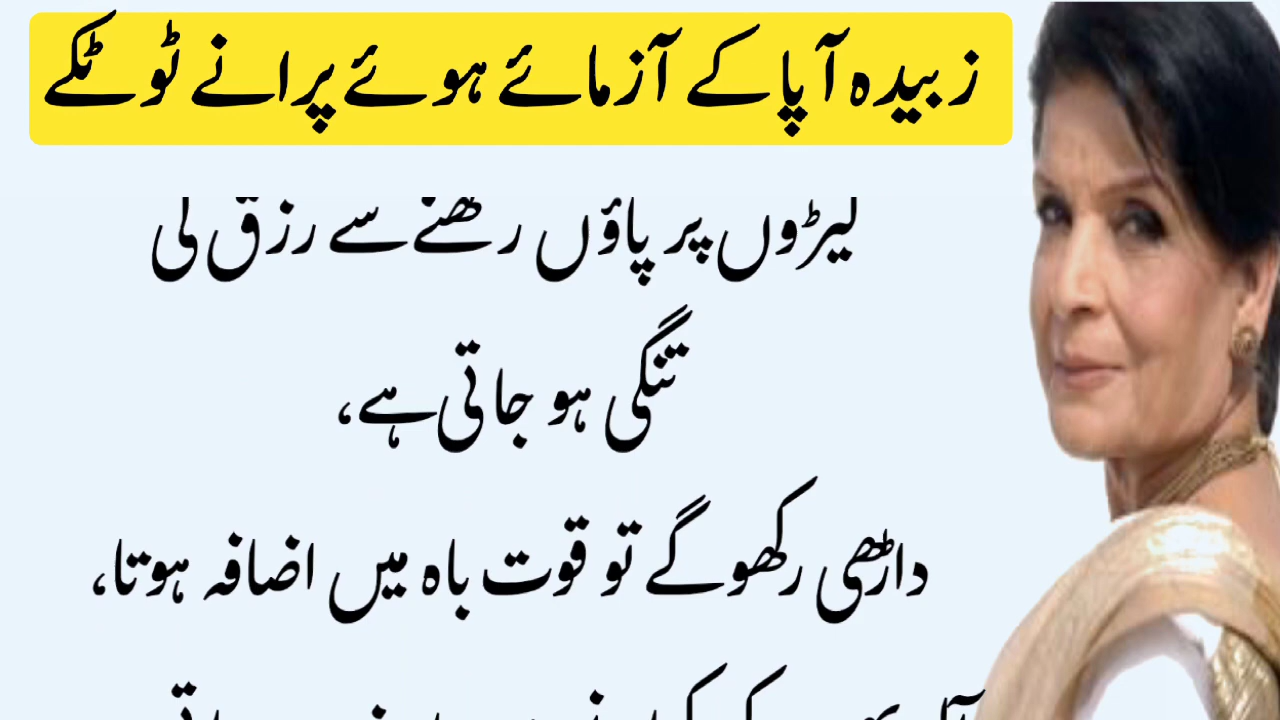 زبیدہ آپا کے آزمائے ہوئے پرانے ٹوٹکے
پر پاؤں رکھنے سے رزق کی
تنگی ہو جاتی ہے،
داڑھی رکھو گے تو قوت باہ میں اضافہ ہوتا،